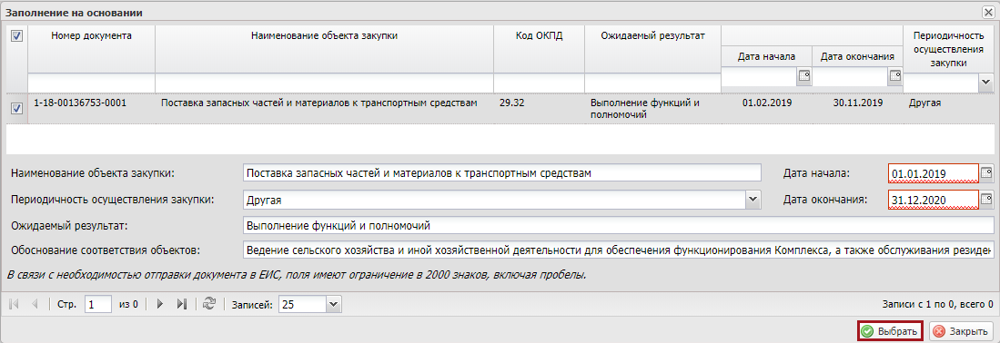 Заполнение на основании
Номер документа Наименование объекта закупки Код ОКПД Ожидаемый результат Периодичность осуществления закупки
Дата начала Дата окончания
1-18-00136753-0001 Поставка запасных частей и материалов к транспортным средствам 29.32 Выполнение функций и полномочий 01.02.2019 30.11.2019 Другая
Наименование объекта закупки: Поставка запасных частей и материалов к транспортным средствам Дата начала: 01.01.2019
Периодичность осуществления закупки: Другая Дата окончания: 31.12.2020
Ожидаемый результат: Выполнение функций и полномочий
Обоснование соответствия объектов: Ведение сельского хозяйства и иной хозяйственной деятельности для обеспечения функционирования Комплекса, а также обслуживания резиден
В связи с необходимостью отправки документа в ЕИС, поля имеют ограничение в 2000 знаков, включая пробелы.
Стр. 1 из 0 Записей: 25 Записи с 1 по 0, всего 0
Выбрать Закрыть